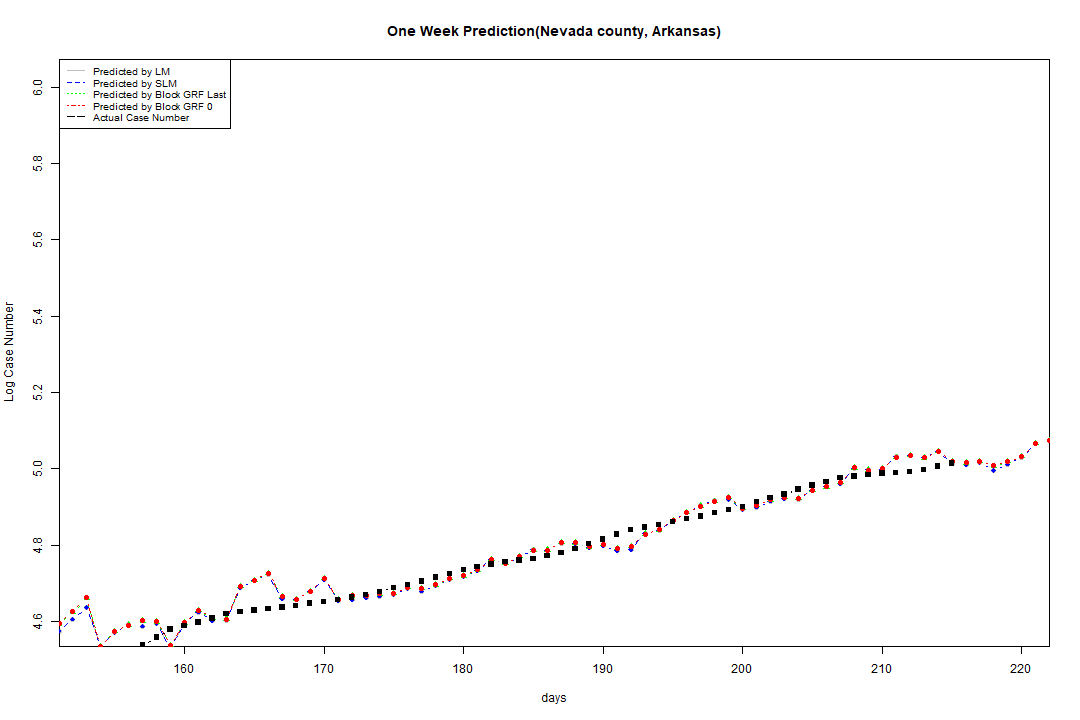 One Week Prediction(Nevada county, Arkansas)
Predicted by LM
Predicted by SLM
Predicted by Block GRF Last
Predicted by Block GRF 0
Actual Case Number
6.0
5.8
5.6
5.4
5.2
5.0
4.8
4.6
Log Case Number
160 170 180 190 200 210 220
days